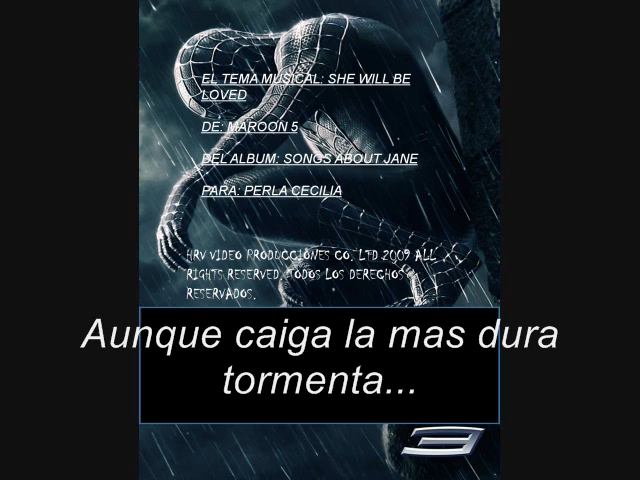 EL TEMA MUSICAL: SHE WILL BE
LOVED
DE: MAROON 5
DEL ALBUM: SONGS ABOUT JANE
PARA: PERLA CECILIA
HRV VIDEO PRODUCCIONES CO. LTD 2009 ALL
RIGHTS RESERVED. TODOS LOS DERECHOS
RESERVADOS.
Aunque caiga la mas dura
tormenta...
3